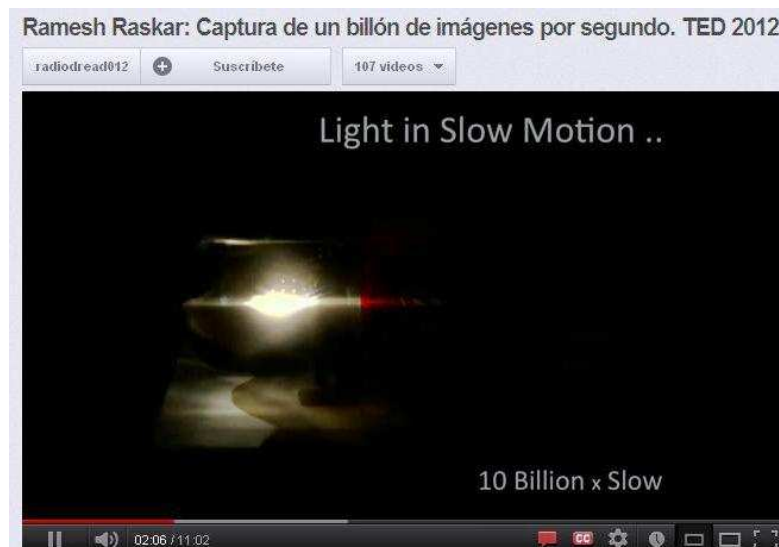 Ramesh Raskar: Captura de un billón de imágenes por segundo. TED 2012
radiodread012 Suscríbete 107 videos
Light in Slow Motion ..
10 Billion x Slow
02:06 / 11:02 CC